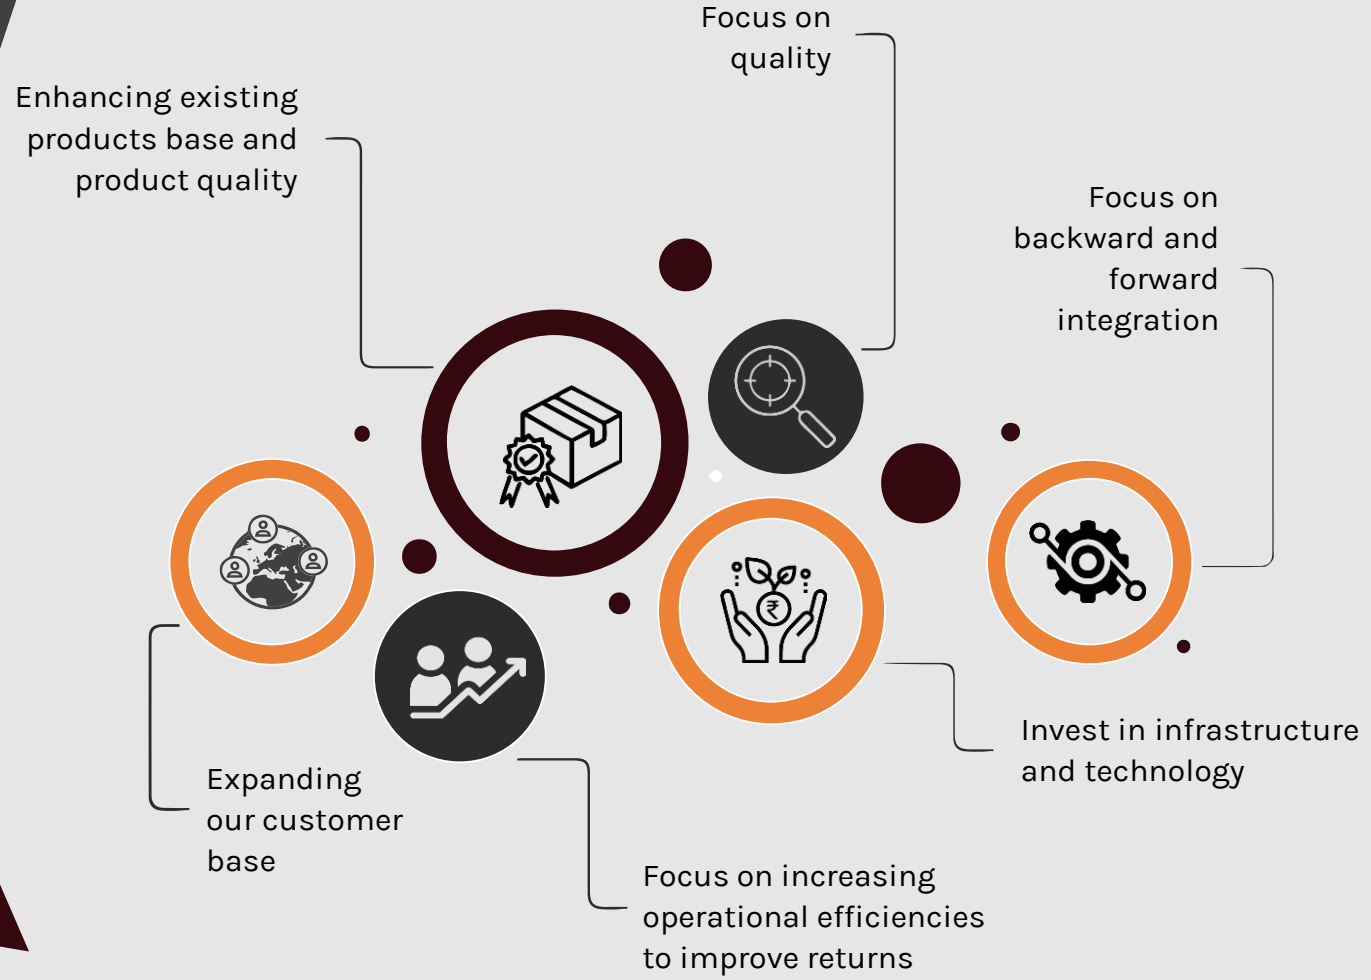 Focus on
quality
Enhancing existing
products base and
product quality
Focus on
backward and
forward
integration
₹
Invest in infrastructure
and technology
Expanding
our customer
base
Focus on increasing
operational efficiencies
to improve returns